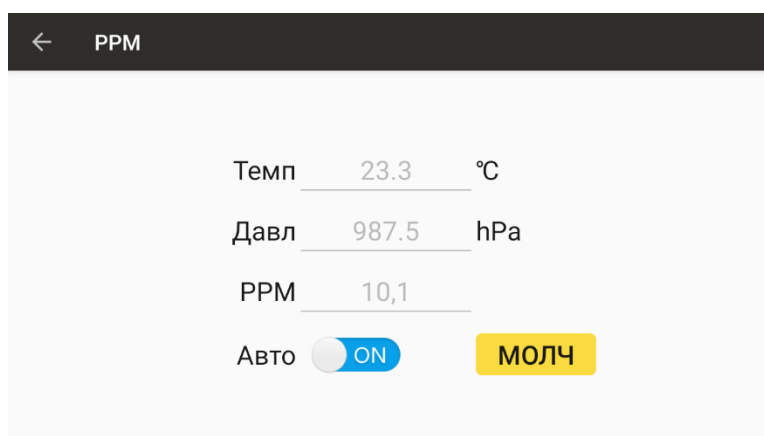 PPM
Темп 23.3 °C
Давл 987.5 hPa
PPM 10,1
Авто ON МОЛЧ